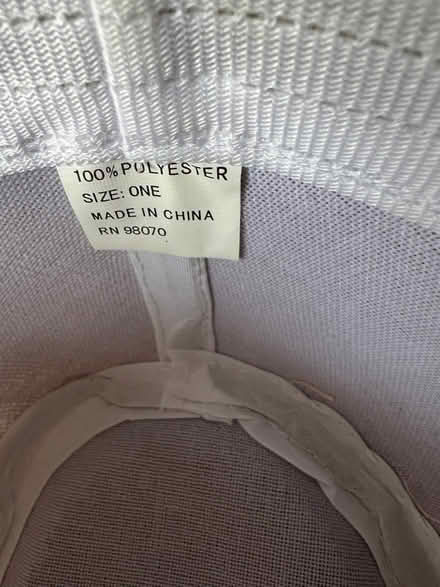 100% POLYESTER
SIZE: ONE
MADE IN CHINA
RN 98070